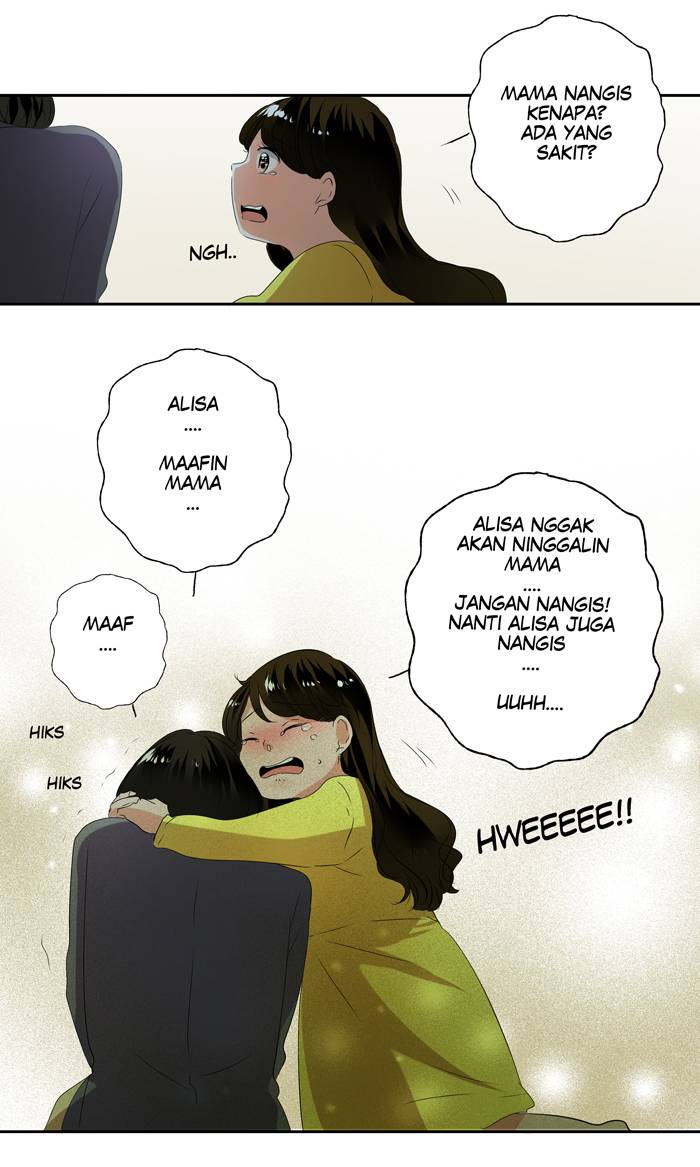 MAMA NANGIS
KENAPA?
ADA YANG
SAKIT?
NGH..
ALISA
....
MAAFIN
MAMA
...
ALISA NGGAK
AKAN NINGGALIN
MAMA
....
JANGAN NANGIS!
NANTI ALISA JUGA
NANGIS
....
UUHH....
MAAF
....
HIKS
HIKS
HWEEEEE!!